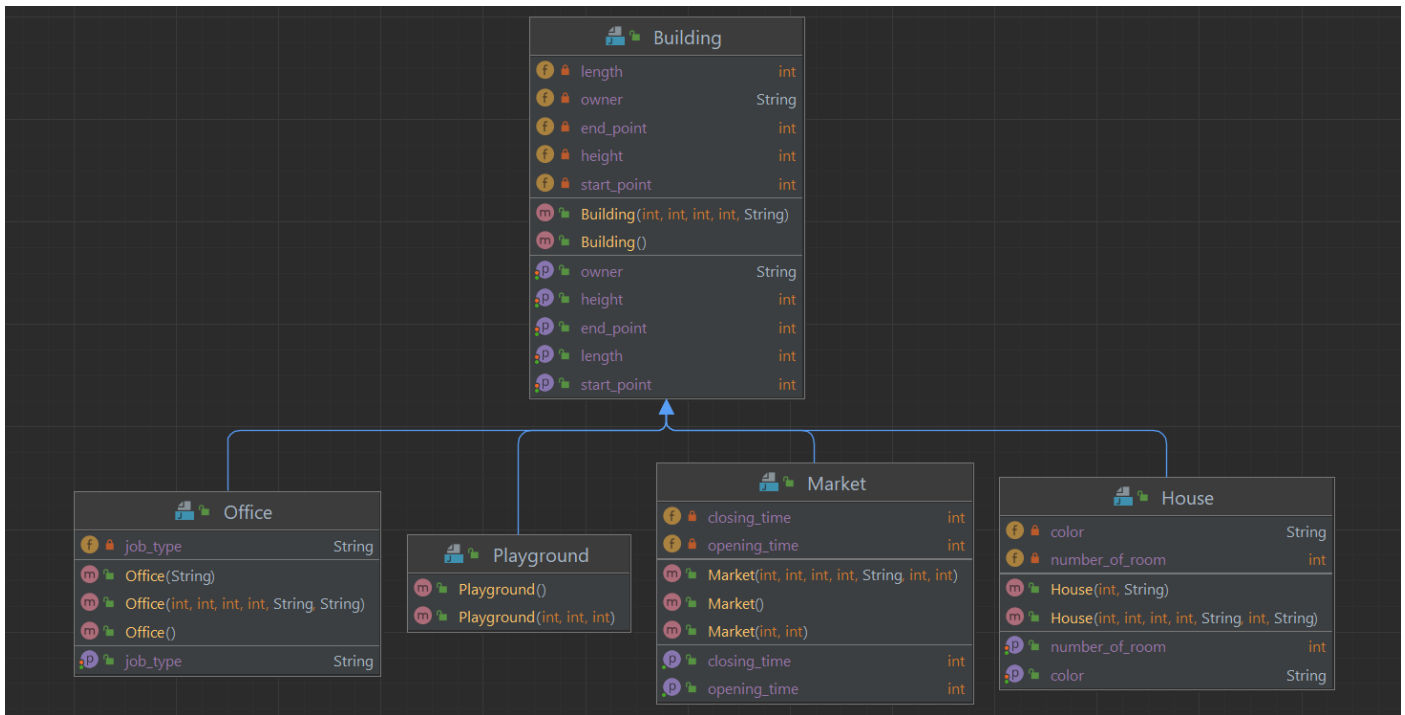 Building
length int
owner String
end_point int
height int
start_point int
Building(int, int, int, int, String)
Building()
owner String
height int
end_point int
length int
start_point int
Office
job_type String
Office(String)
Office(int, int, int, int, String, String)
Office()
job_type String
Playground
Playground()
Playground(int, int, int)
Market
closing_time int
opening_time int
Market(int, int, int, int, String, int, int)
Market()
Market(int, int)
closing_time int
opening_time int
House
color String
number_of_room int
House(int, String)
House(int, int, int, int, String, int, String)
number_of_room int
color String